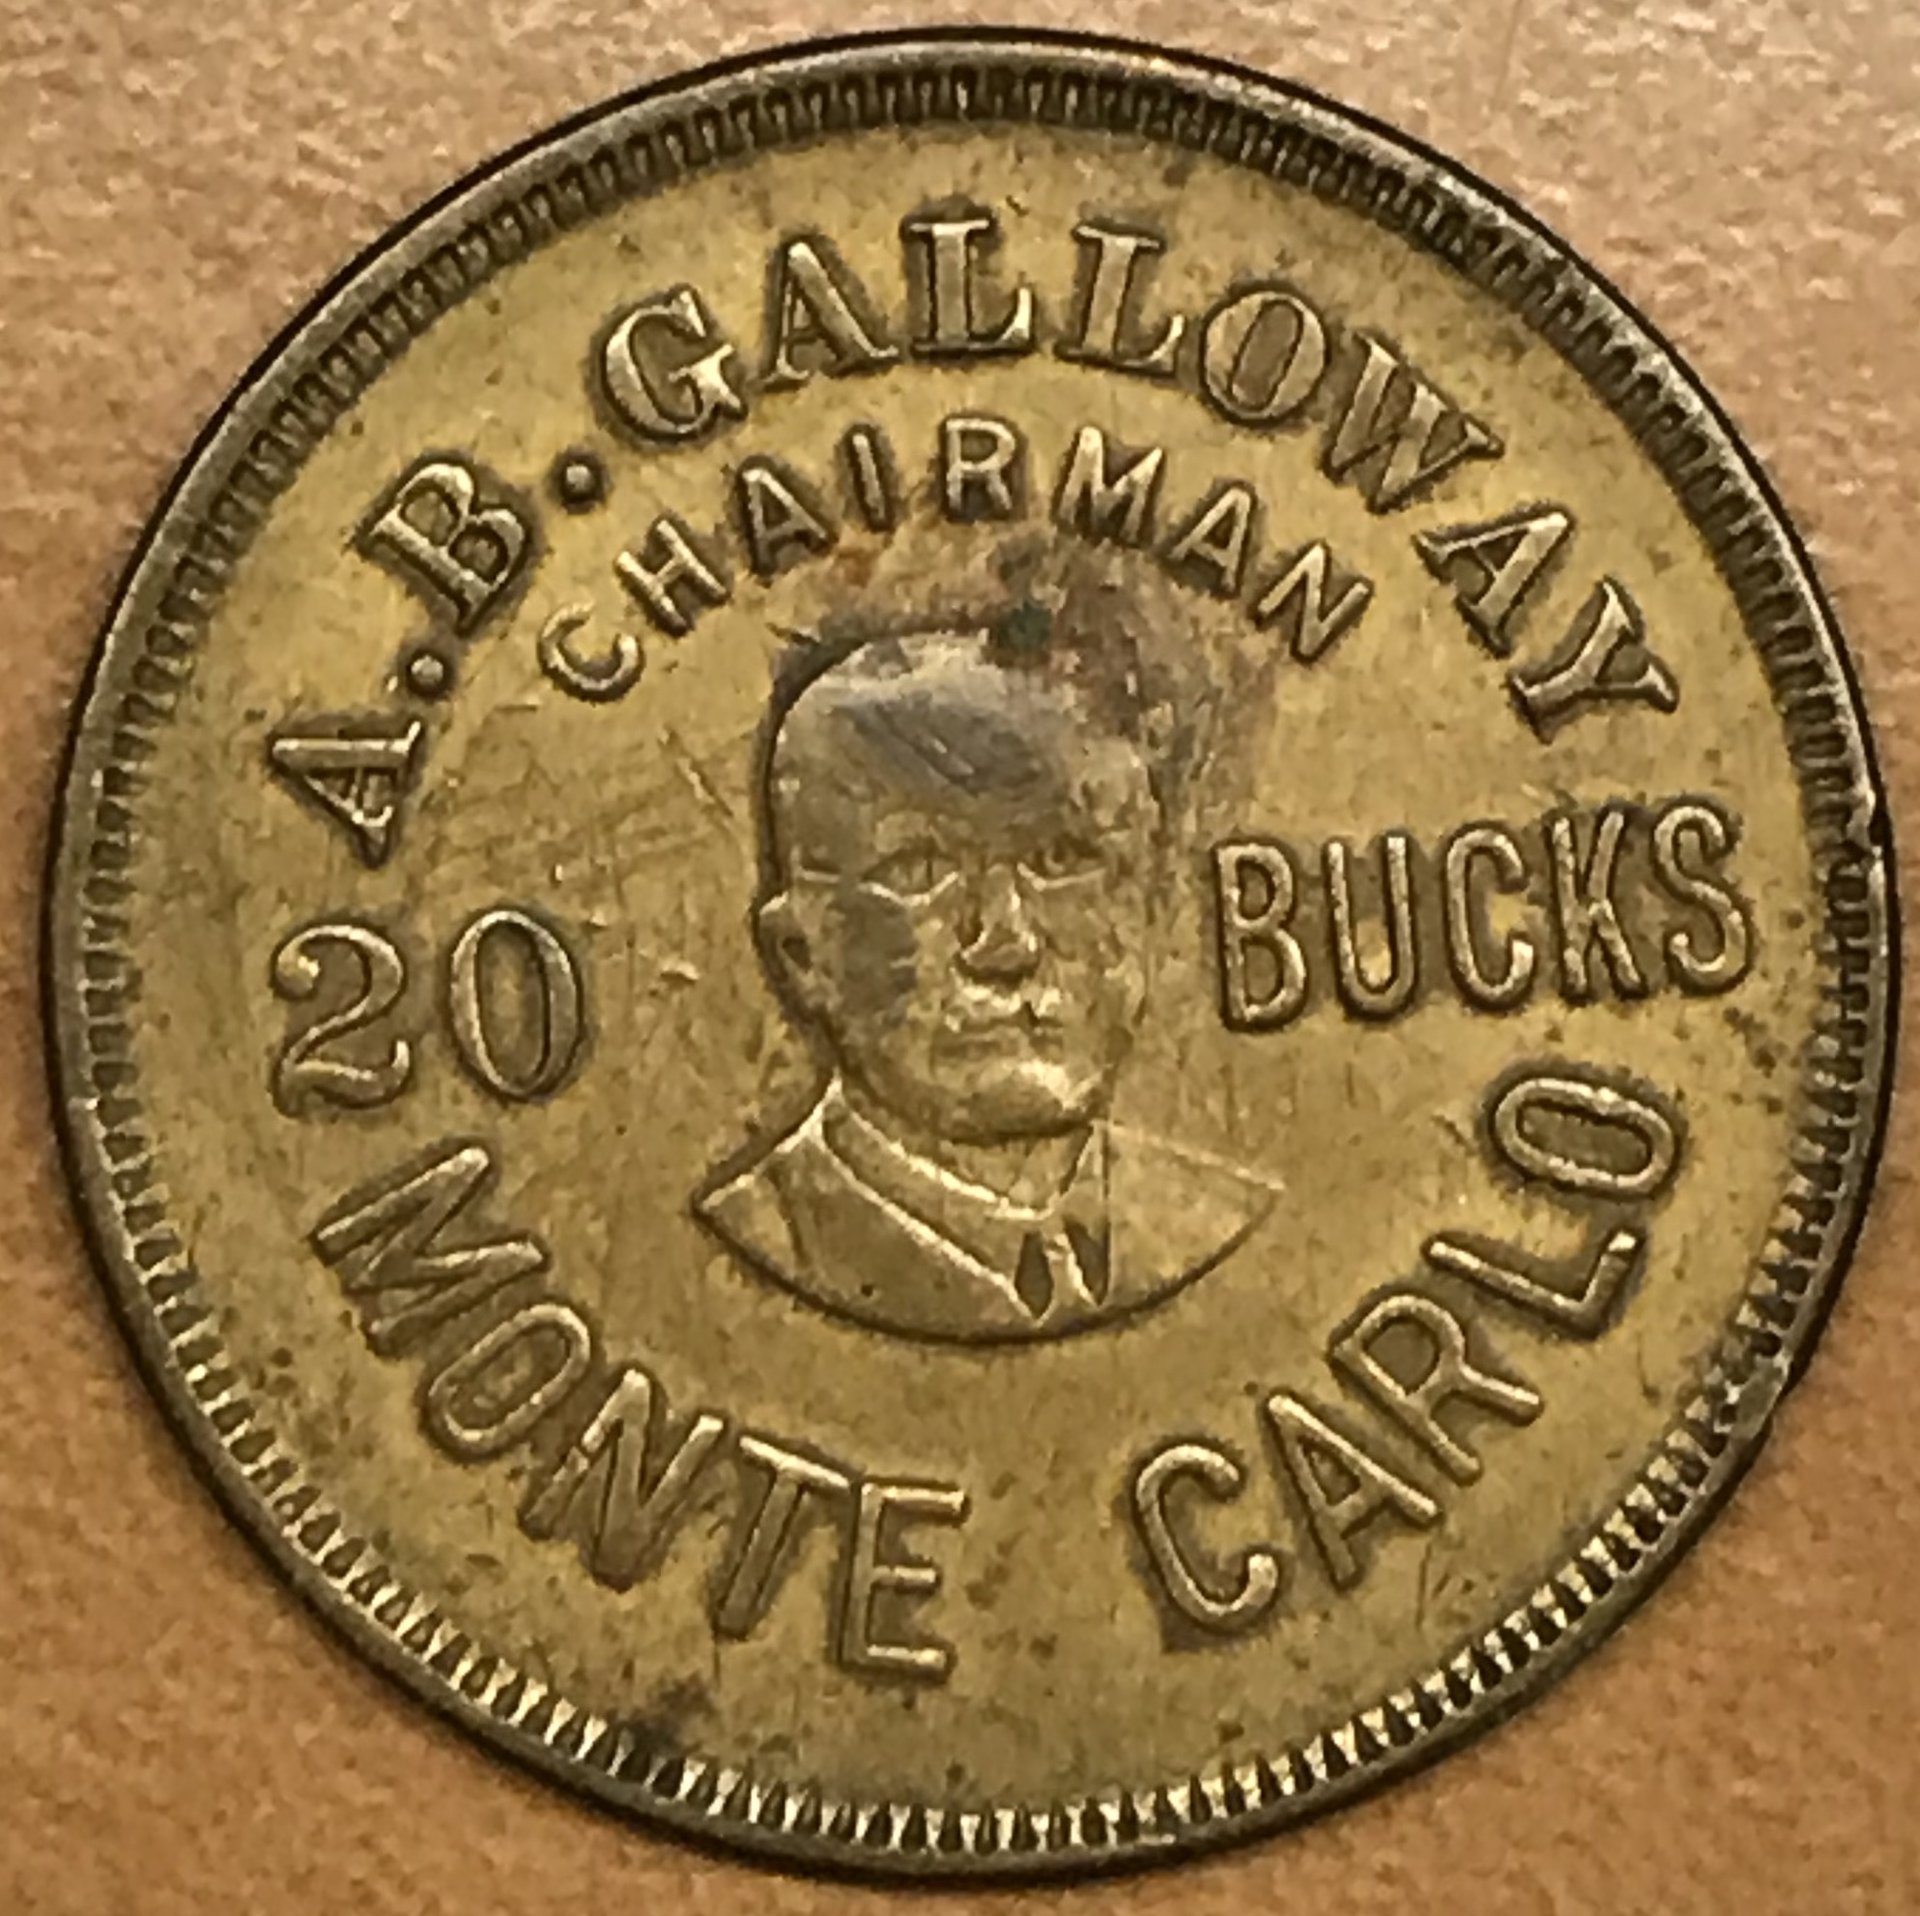 A.B.GALLOWAY
CHAIRMAN
20 BUCKS
MONTE CARLO